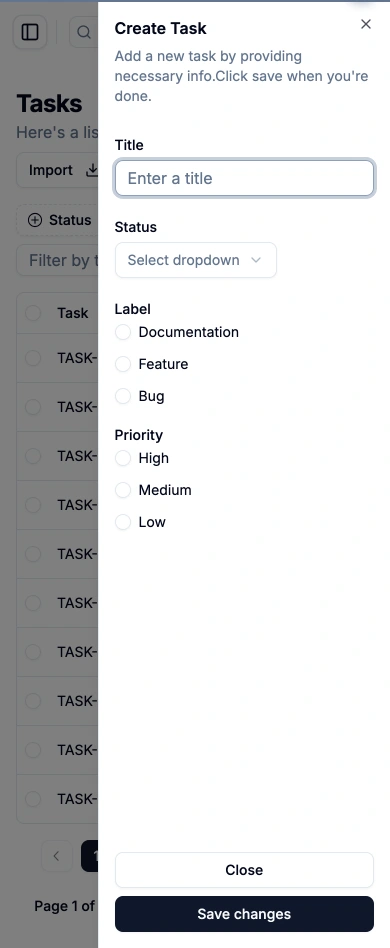 Create Task
Add a new task by providing
necessary info.Click save when you're
done.
Title
Enter a title
Status
Select dropdown
Label
Documentation
Feature
Bug
Priority
High
Medium
Low
Close
Save changes
Tasks
Here's a lis
Import
Status
Filter by t
Task
TASK-
TASK-
TASK-
TASK-
TASK-
TASK-
TASK-
TASK-
TASK-
TASK-
1
Page 1 of